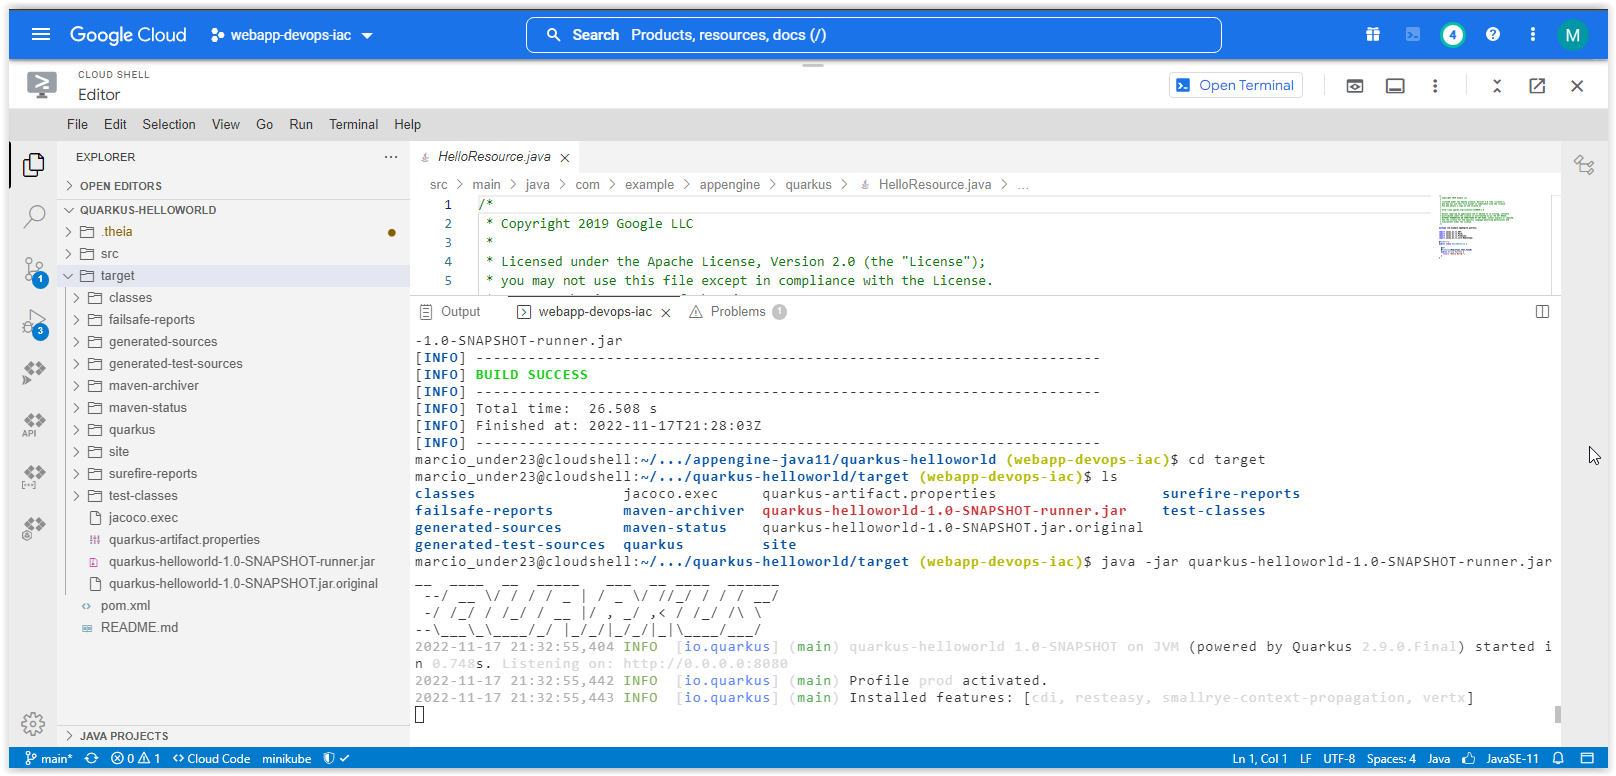 Google Cloud webapp-devops-iac Search Products, resources, docs (/) 4 M
CLOUD SHELL
Editor
Open Terminal
File Edit Selection View Go Run Terminal Help
EXPLORER
OPEN EDITORS
QUARKUS-HELLOWORLD
.theia
src
target
classes
failsafe-reports
generated-sources
generated-test-sources
maven-archiver
maven-status
quarkus
site
surefire-reports
test-classes
jacoco.exec
quarkus-artifact.properties
quarkus-helloworld-1.0-SNAPSHOT-runner.jar
quarkus-helloworld-1.0-SNAPSHOT.jar.original
pom.xml
README.md
JAVA PROJECTS
1
3
API
HelloResource.java
src > main > java > com > example > appengine > quarkus > HelloResource.java > ...
1 /*
2 * Copyright 2019 Google LLC
3 *
4 * Licensed under the Apache License, Version 2.0 (the "License");
5 * you may not use this file except in compliance with the License.
Output webapp-devops-iac Problems 1
-1.0-SNAPSHOT-runner.jar
[INFO] ------------------------------------------------------------------------
[INFO] BUILD SUCCESS
[INFO] ------------------------------------------------------------------------
[INFO] Total time:  26.508 s
[INFO] Finished at: 2022-11-17T21:28:03Z
[INFO] ------------------------------------------------------------------------
marcio_under23@cloudshell:~/.../appengine-java11/quarkus-helloworld (webapp-devops-iac)$ cd target
marcio_under23@cloudshell:~/.../quarkus-helloworld/target (webapp-devops-iac)$ ls
classes jacoco.exec quarkus-artifact.properties surefire-reports
failsafe-reports maven-archiver quarkus-helloworld-1.0-SNAPSHOT-runner.jar test-classes
generated-sources maven-status quarkus-helloworld-1.0-SNAPSHOT.jar.original
generated-test-sources quarkus site
marcio_under23@cloudshell:~/.../quarkus-helloworld/target (webapp-devops-iac)$ java -jar quarkus-helloworld-1.0-SNAPSHOT-runner.jar
__  ____  __  _____   ___  __ ____  ______
 --/ __ \/ / / / _ | / _ \/ //_/ / / / __/
 -/ /_/ / /_/ / __ |/ , _/ ,< / /_/ /\ \
--\___\_\____/_/ |_/_/|_/_/|_|\____/___/
2022-11-17 21:32:55,404 INFO  [io.quarkus] (main) quarkus-helloworld 1.0-SNAPSHOT on JVM (powered by Quarkus 2.9.0.Final) started i
n 0.748s. Listening on: http://0.0.0.0:8080
2022-11-17 21:32:55,442 INFO  [io.quarkus] (main) Profile prod activated.
2022-11-17 21:32:55,443 INFO  [io.quarkus] (main) Installed features: [cdi, resteasy, smallrye-context-propagation, vertx]
main* 0 1 Cloud Code minikube Ln 1, Col 1 LF UTF-8 Spaces: 4 Java JavaSE-11